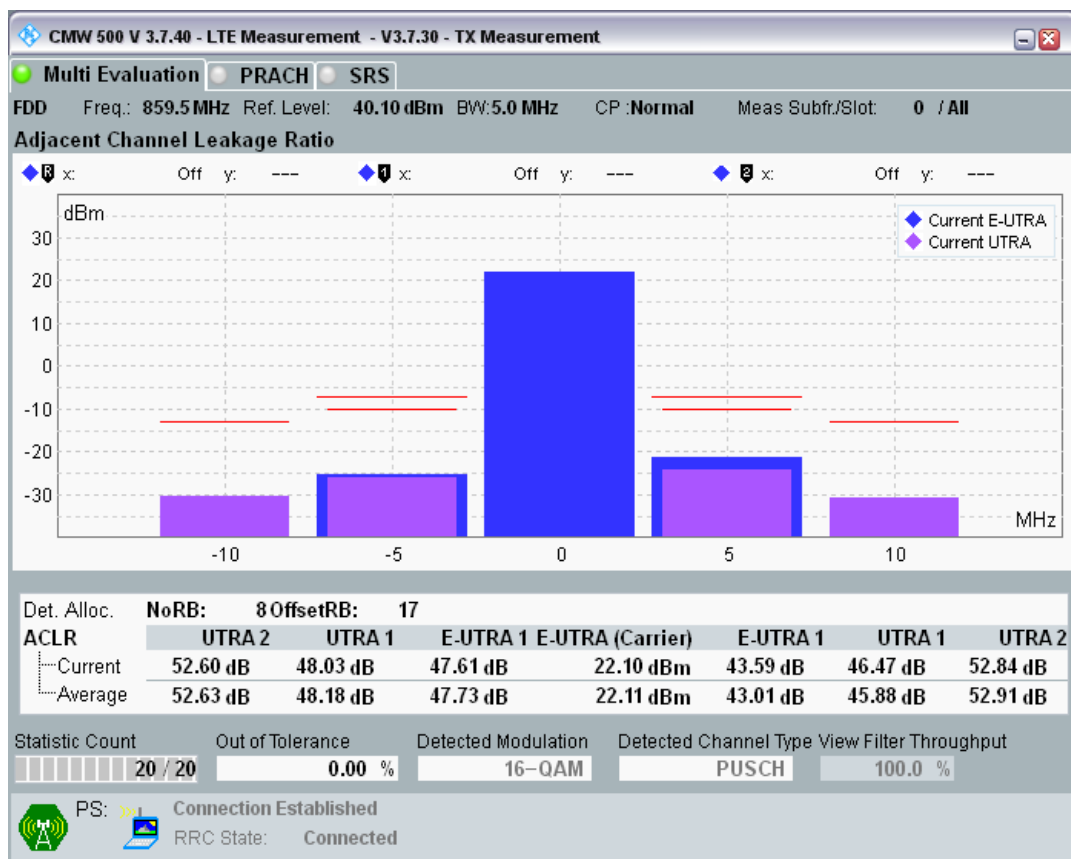 CMW 500 V 3.7.40 - LTE Measurement - V3.7.30 - TX Measurement
Multi Evaluation PRACH SRS
FDD Freq.: 859.5 MHz Ref. Level: 40.10 dBm BW:5.0 MHz CP :Normal Meas Subfr./Slot: 0 / All
Adjacent Channel Leakage Ratio
R x: Off y: --- 1 x: Off y: --- 2 x: Off y: ---
dBm
Current E-UTRA
Current UTRA
30
20
10
0
-10
-20
-30
MHz
-10 -5 0 5 10
Det. Alloc. NoRB: 8 OffsetRB: 17
ACLR UTRA 2 UTRA 1 E-UTRA 1 E-UTRA (Carrier) E-UTRA 1 UTRA 1 UTRA 2
Current 52.60 dB 48.03 dB 47.61 dB 22.10 dBm 43.59 dB 46.47 dB 52.84 dB
Average 52.63 dB 48.18 dB 47.73 dB 22.11 dBm 43.01 dB 45.88 dB 52.91 dB
Statistic Count Out of Tolerance Detected Modulation Detected Channel Type View Filter Throughput
20 / 20 0.00 % 16-QAM PUSCH 100.0 %
PS: Connection Established
RRC State: Connected